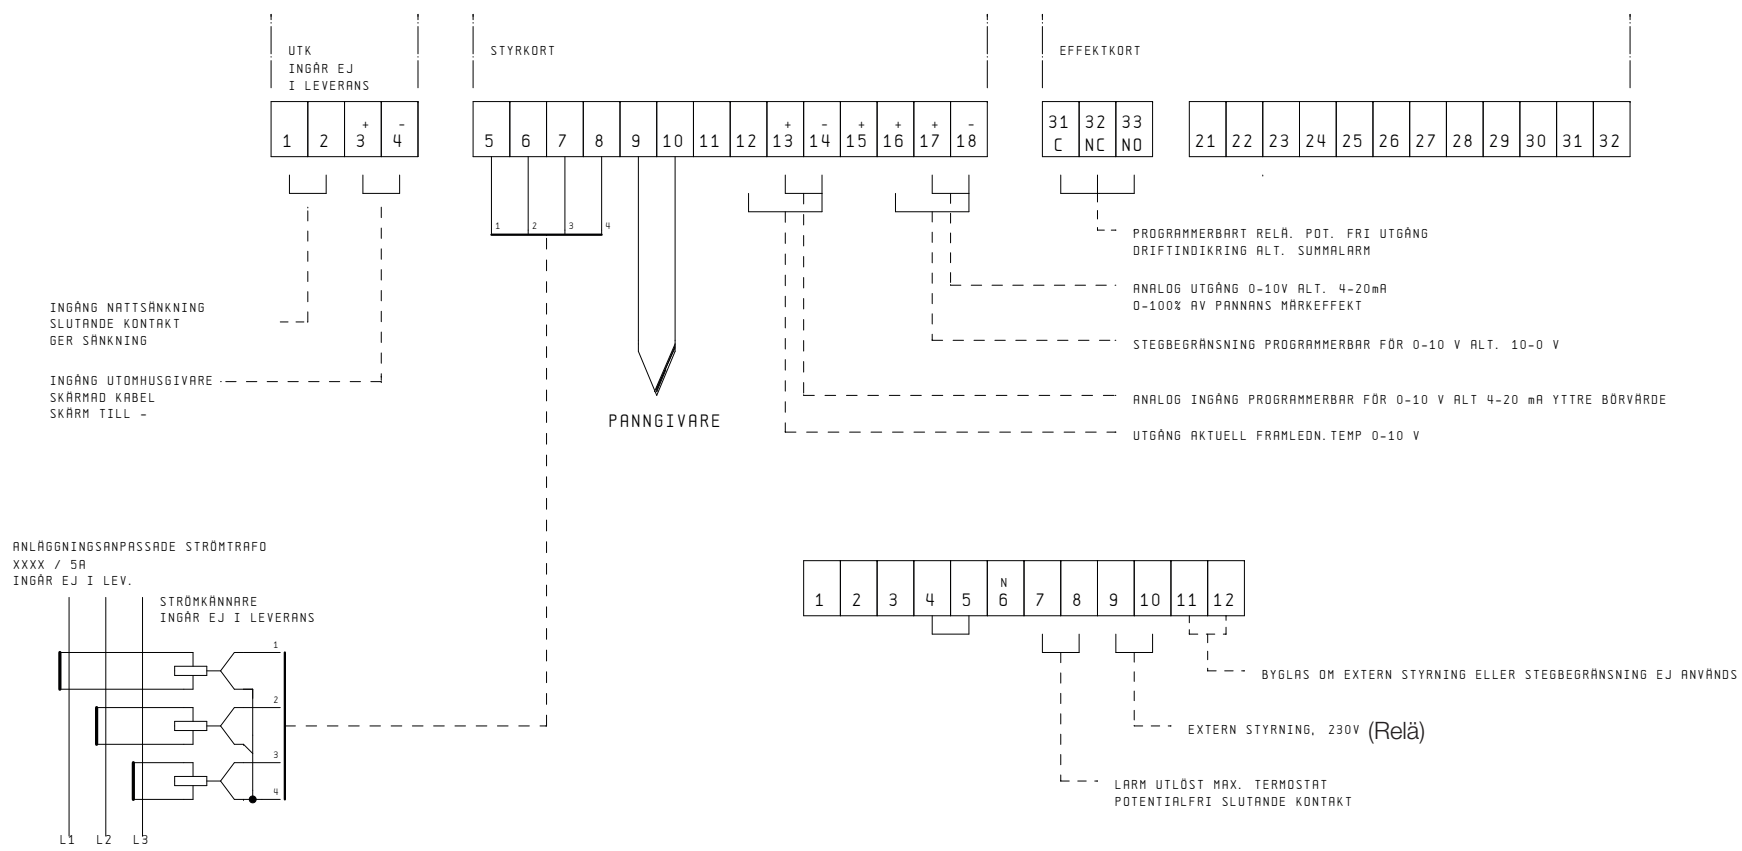 UTK
INGÅR EJ
I LEVERANS
STYRKORT
EFFEKTKORT
1 2 + 3 - 4
5 6 7 8 9 10 11 12 + 13 - 14 + 15 + 16 + 17 - 18
31 32 33
C NC NO
21 22 23 24 25 26 27 28 29 30 31 32
1 2 3 4
PROGRAMMERBART RELÄ. POT. FRI UTGÅNG
DRIFTINDIKRING ALT. SUMMALARM
ANALOG UTGÅNG 0-10V ALT. 4-20mA
0-100% AV PANNANS MÄRKEFFEKT
INGÅNG NATTSÄNKNING
SLUTANDE KONTAKT
GER SÄNKNING
STEGBEGRÄNSNING PROGRAMMERBAR FÖR 0-10 V ALT. 10-0 V
INGÅNG UTOMHUSGIVARE
SKÄRMAD KABEL
SKÄRM TILL -
ANALOG INGÅNG PROGRAMMERBAR FÖR 0-10 V ALT 4-20 mA YTTRE BÖRVÄRDE
PANNGIVARE
UTGÅNG AKTUELL FRAMLEDN.TEMP 0-10 V
ANLÄGGNINGSANPASSADE STRÖMTRAFO
XXXX / 5A
INGÅR EJ I LEV.
STRÖMKÄNNARE
INGÅR EJ I LEVERANS
1
2
3
4
L1 L2 L3
N
1 2 3 4 5 6 7 8 9 10 11 12
BYGLAS OM EXTERN STYRNING ELLER STEGBEGRÄNSNING EJ ANVÄNDS
EXTERN STYRNING, 230V (Relä)
LARM UTLÖST MAX. TERMOSTAT
POTENTIALFRI SLUTANDE KONTAKT